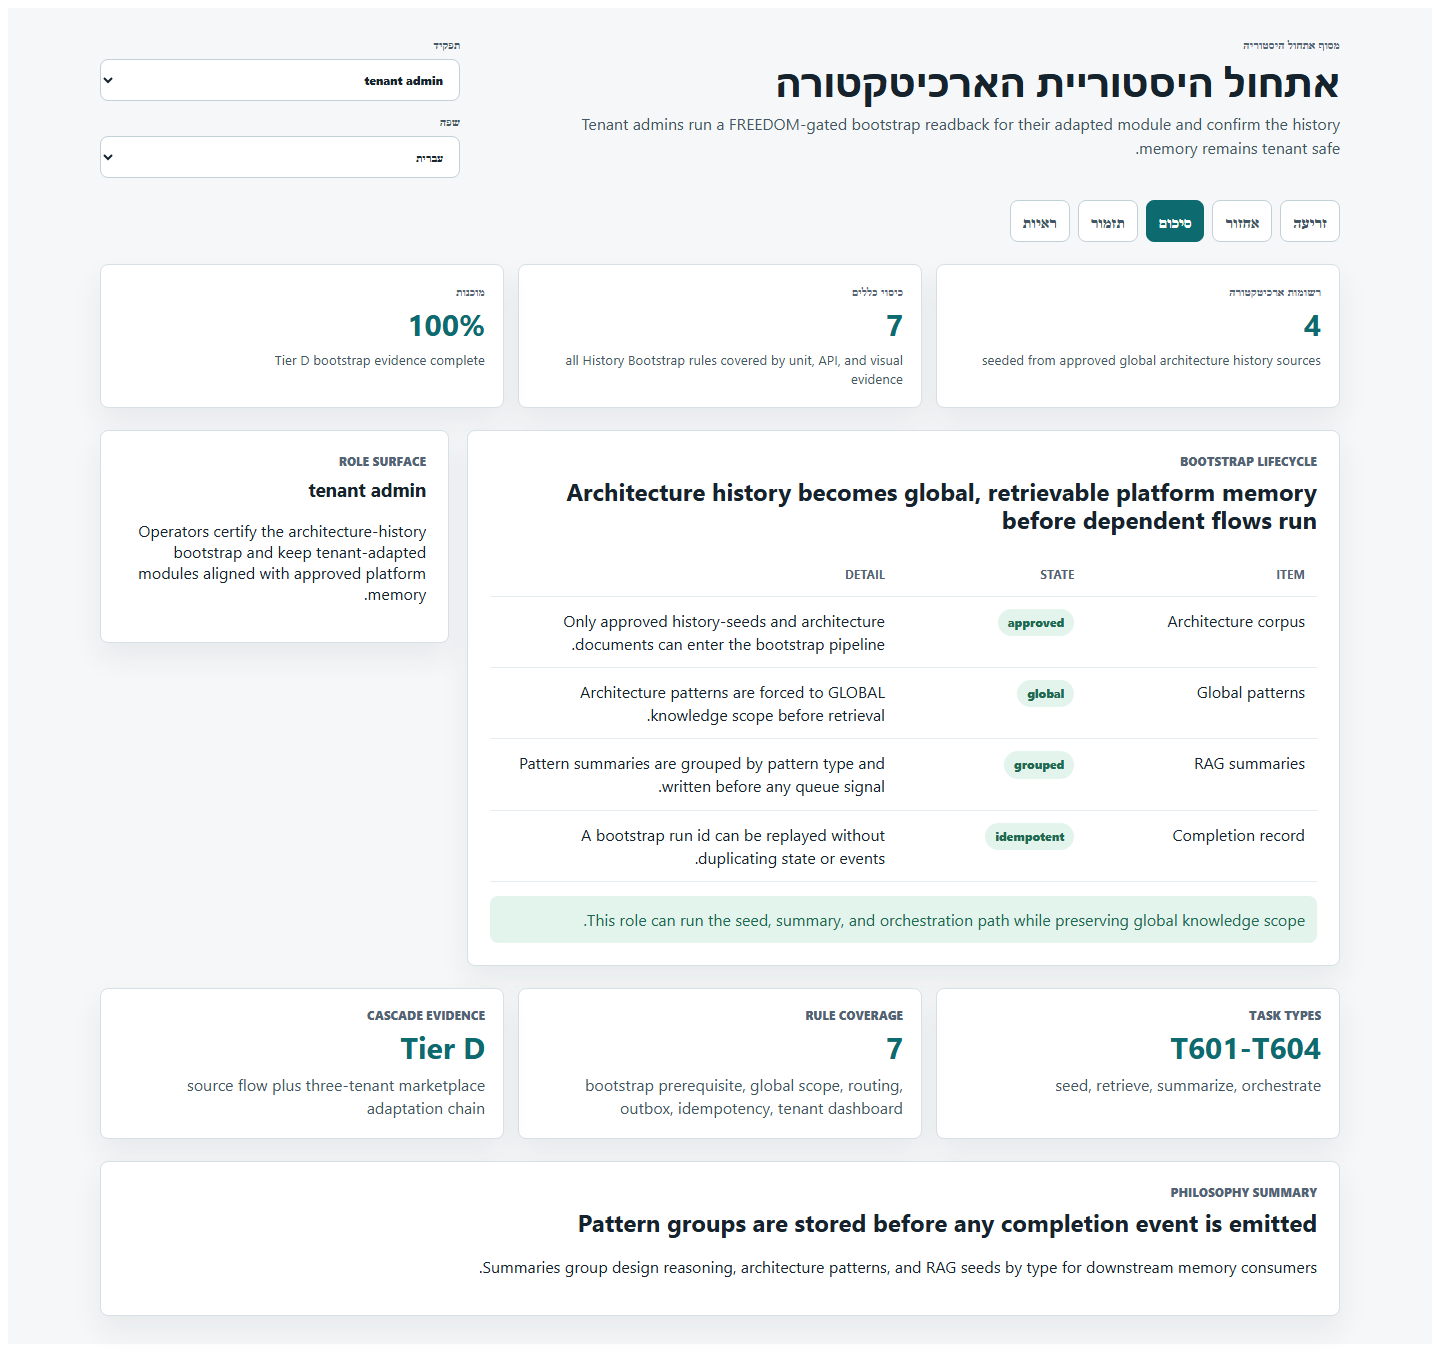 מסוף אתחול היסטוריה
אתחול היסטוריית הארכיטקטורה
Tenant admins run a FREEDOM-gated bootstrap readback for their adapted module and confirm the history
memory remains tenant safe.
תפקיד
tenant admin
שפה
עברית
זריעה
אחזור
סיכום
תזמור
ראיות
רשומות ארכיטקטורה
4
seeded from approved global architecture history sources
כיסוי כללים
7
all History Bootstrap rules covered by unit, API, and visual
evidence
מוכנות
100%
Tier D bootstrap evidence complete
BOOTSTRAP LIFECYCLE
Architecture history becomes global, retrievable platform memory
before dependent flows run
ITEM STATE DETAIL
Architecture corpus
approved
Only approved history-seeds and architecture
documents can enter the bootstrap pipeline.
Global patterns
global
Architecture patterns are forced to GLOBAL
knowledge scope before retrieval.
RAG summaries
grouped
Pattern summaries are grouped by pattern type and
written before any queue signal.
Completion record
idempotent
A bootstrap run id can be replayed without
duplicating state or events.
This role can run the seed, summary, and orchestration path while preserving global knowledge scope.
ROLE SURFACE
tenant admin
Operators certify the architecture-history
bootstrap and keep tenant-adapted
modules aligned with approved platform
memory.
TASK TYPES
T601-T604
seed, retrieve, summarize, orchestrate
RULE COVERAGE
7
bootstrap prerequisite, global scope, routing,
outbox, idempotency, tenant dashboard
CASCADE EVIDENCE
Tier D
source flow plus three-tenant marketplace
adaptation chain
PHILOSOPHY SUMMARY
Pattern groups are stored before any completion event is emitted
Summaries group design reasoning, architecture patterns, and RAG seeds by type for downstream memory consumers.